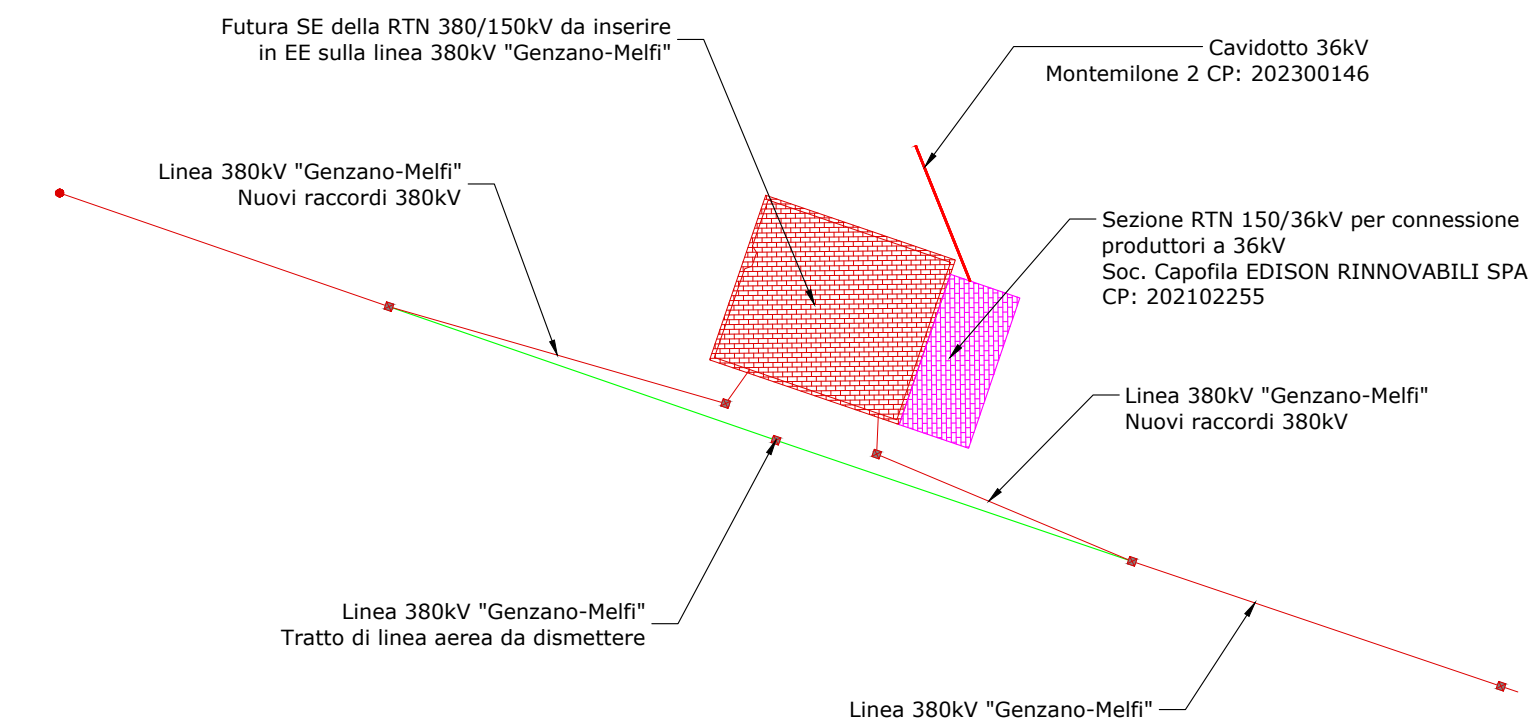 Futura SE della RTN 380/150kV da inserire
in EE sulla linea 380kV "Genzano-Melfi"
Cavidotto 36kV
Montemilone 2 CP: 202300146
Linea 380kV "Genzano-Melfi"
Nuovi raccordi 380kV
Sezione RTN 150/36kV per connessione
produttori a 36kV
Soc. Capofila EDISON RINNOVABILI SPA
CP: 202102255
Linea 380kV "Genzano-Melfi"
Nuovi raccordi 380kV
Linea 380kV "Genzano-Melfi"
Tratto di linea aerea da dismettere
Linea 380kV "Genzano-Melfi"